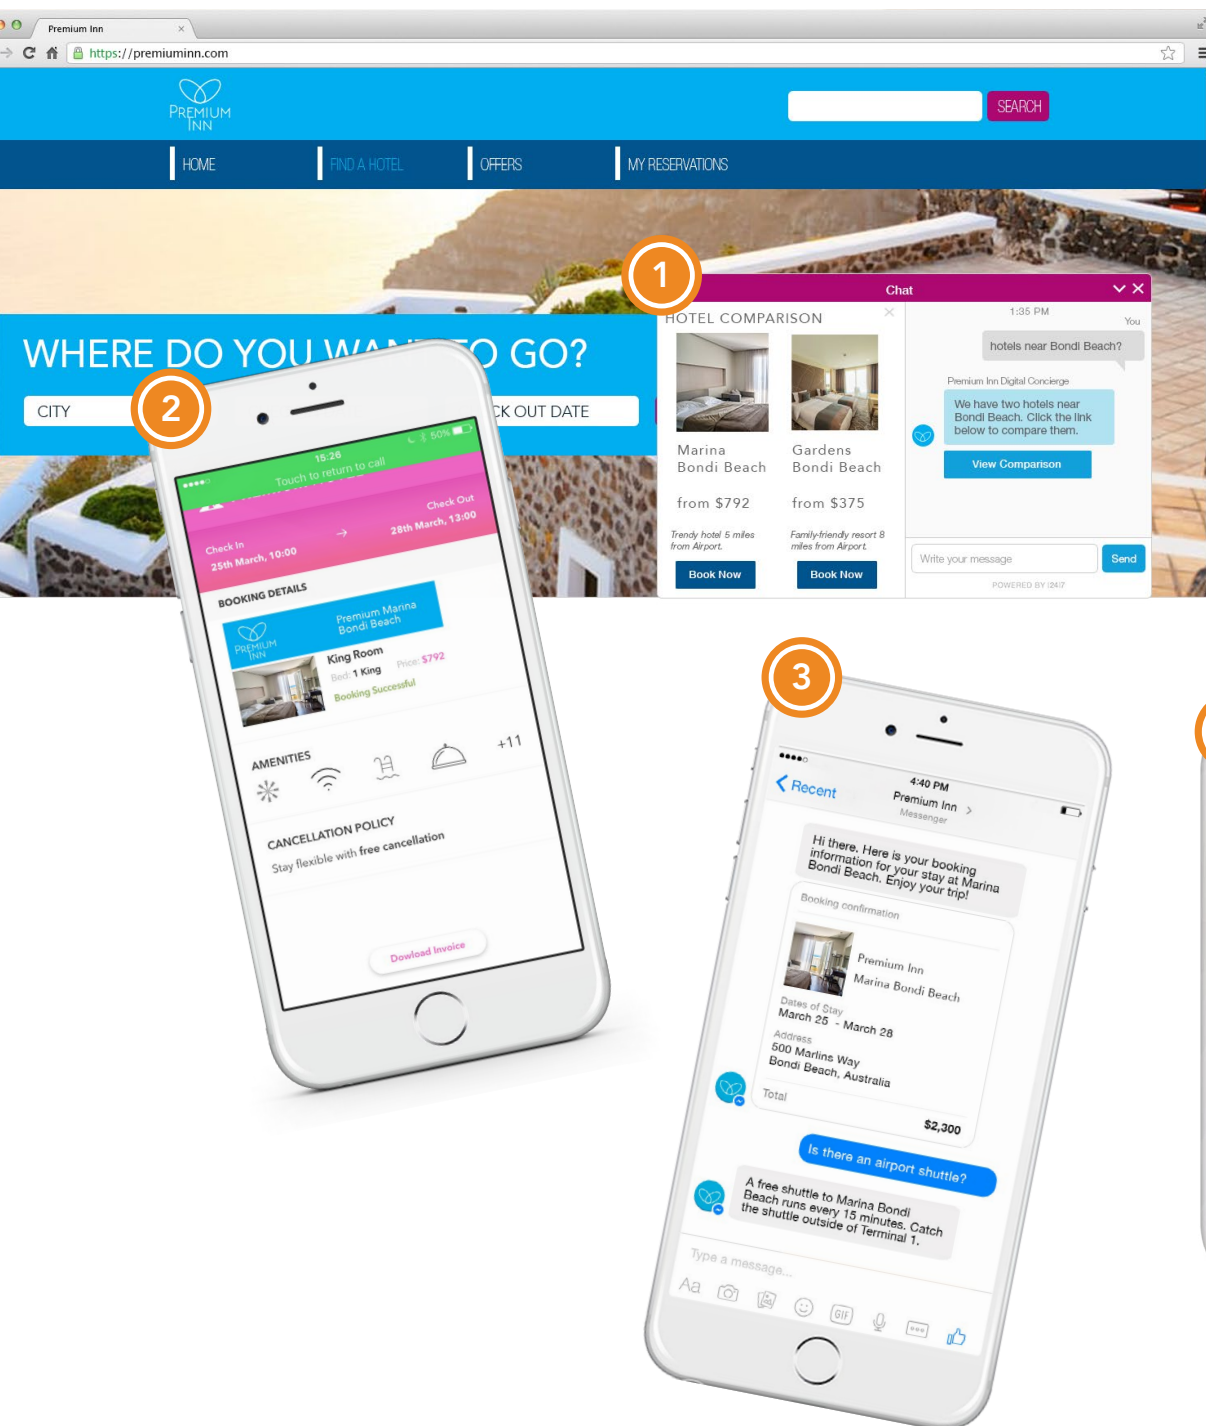 Premium Inn
https://premiuminn.com
PREMIUM
INN
SEARCH
HOME
FIND A HOTEL
OFFERS
MY RESERVATIONS
1
Chat
HOTEL COMPARISON
Marina
Bondi Beach
from $792
Trendy hotel 5 miles
from Airport.
Book Now
Gardens
Bondi Beach
from $375
Family-friendly resort 8
miles from Airport.
Book Now
1:35 PM
You
hotels near Bondi Beach?
Premium Inn Digital Concierge
We have two hotels near
Bondi Beach. Click the link
below to compare them.
View Comparison
Write your message
Send
POWERED BY [24]7
WHERE DO YOU WANT TO GO?
CITY
CK OUT DATE
2
15:26
50%
Touch to return to call
Check In
25th March, 10:00
→
Check Out
28th March, 13:00
BOOKING DETAILS
PREMIUM
INN
Premium Marina
Bondi Beach
King Room
Bed: 1 King
Price: $792
Booking Successful
AMENITIES
+11
CANCELLATION POLICY
Stay flexible with free cancellation
Dowload Invoice
3
4:40 PM
Recent
Premium Inn >
Messenger
Hi there. Here is your booking
information for your stay at Marina
Bondi Beach. Enjoy your trip!
Booking confirmation
Premium Inn
Marina Bondi Beach
Dates of Stay
March 25 - March 28
Address
500 Marlins Way
Bondi Beach, Australia
Total
$2,300
Is there an airport shuttle?
A free shuttle to Marina Bondi
Beach runs every 15 minutes. Catch
the shuttle outside of Terminal 1.
Type a message...
Aa
GIF